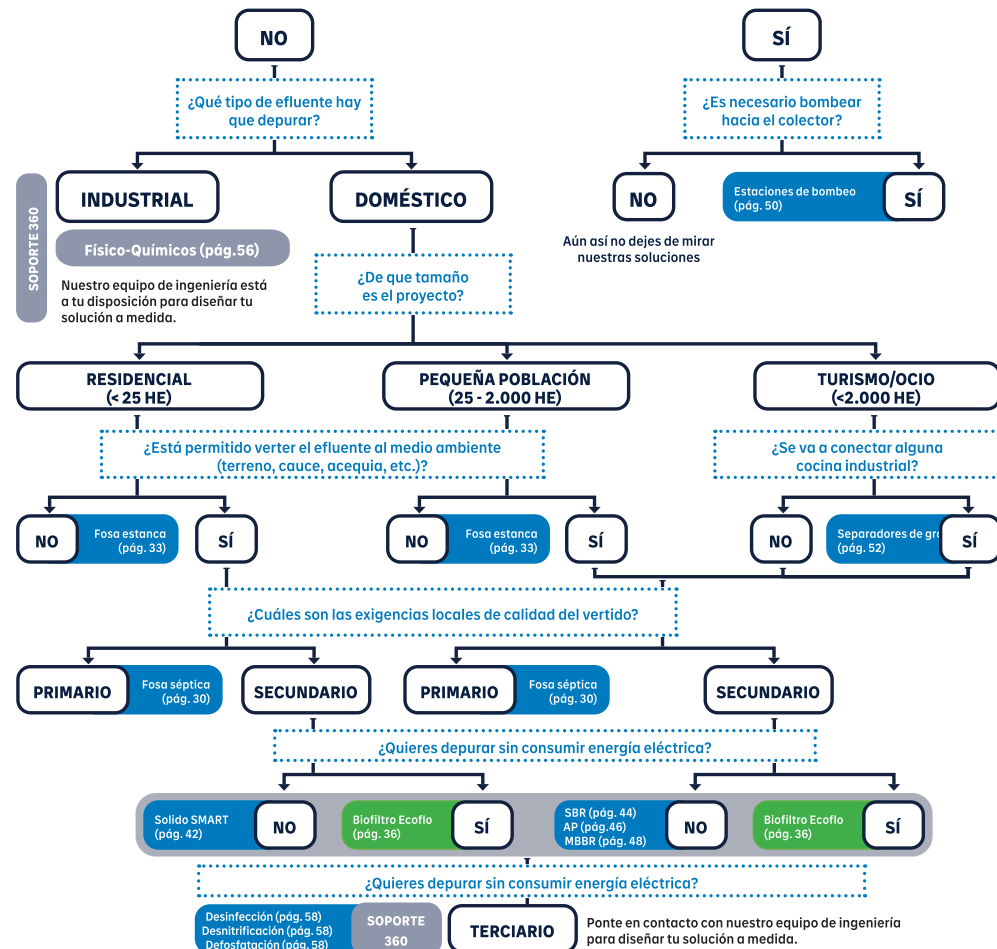 NO
SÍ
¿Qué tipo de efluente hay
que depurar?
¿Es necesario bombear
hacia el colector?
SOPORTE 360
INDUSTRIAL
DOMÉSTICO
NO
Estaciones de bombeo
(pág. 50)
SÍ
Físico-Químicos (pág.56)
Aún así no dejes de mirar
nuestras soluciones
Nuestro equipo de ingeniería está
a tu disposición para diseñar tu
solución a medida.
¿De que tamaño
es el proyecto?
RESIDENCIAL
(< 25 HE)
PEQUEÑA POBLACIÓN
(25 - 2.000 HE)
TURISMO/OCIO
(<2.000 HE)
¿Está permitido verter el efluente al medio ambiente
(terreno, cauce, acequia, etc.)?
¿Se va a conectar alguna
cocina industrial?
NO
Fosa estanca
(pág. 33)
SÍ
NO
Fosa estanca
(pág. 33)
SÍ
NO
Separadores de
(pág. 52)
SÍ
¿Cuáles son las exigencias locales de calidad del vertido?
PRIMARIO
Fosa séptica
(pág. 30)
SECUNDARIO
PRIMARIO
Fosa séptica
(pág. 30)
SECUNDARIO
¿Quieres depurar sin consumir energía eléctrica?
Solido SMART
(pág. 42)
NO
Biofiltro Ecoflo
(pág. 36)
SÍ
SBR (pág. 44)
AP (pág.46)
MBBR (pág. 48)
NO
Biofiltro Ecoflo
(pág. 36)
SÍ
¿Quieres depurar sin consumir energía eléctrica?
Desinfección (pág. 58)
Desnitrificación (pág. 58)
Defosfatación (pág. 58)
SOPORTE
360
TERCIARIO
Ponte en contacto con nuestro equipo de ingeniería
para diseñar tu solución a medida.